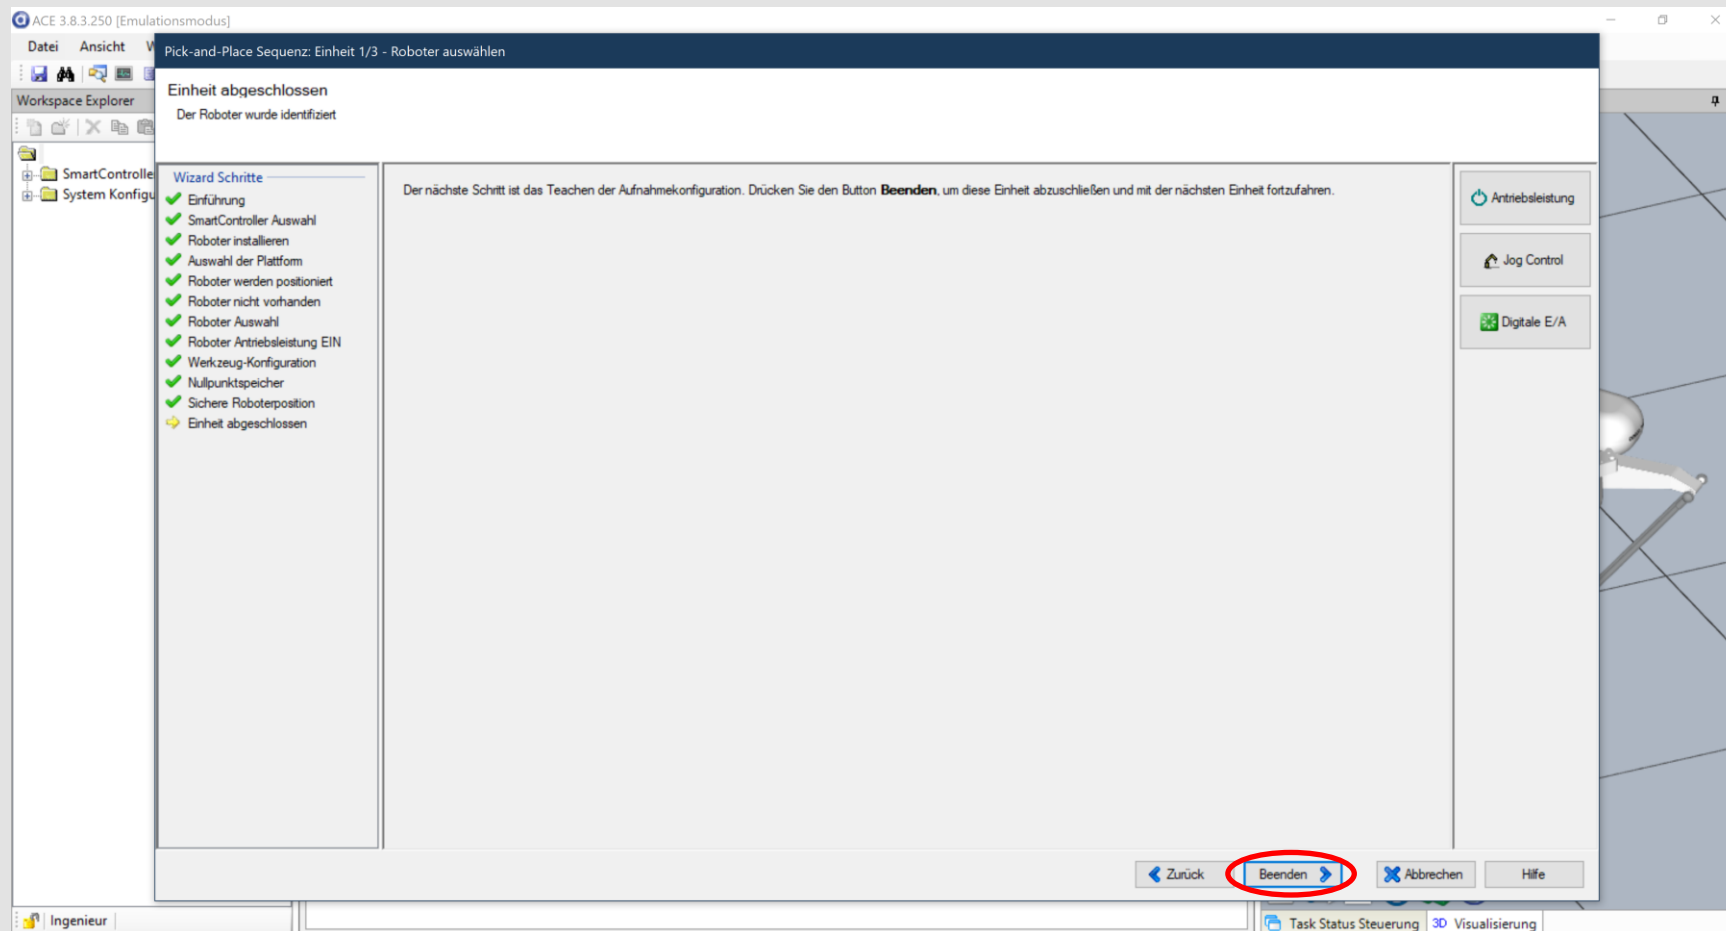 ACE 3.8.3.250 [Emulationsmodus]
Datei Ansicht
Pick-and-Place Sequenz: Einheit 1/3 - Roboter auswählen
Einheit abgeschlossen
Der Roboter wurde identifiziert
Workspace Explorer
SmartControlle
System Konfigu
Wizard Schritte
Einführung
SmartController Auswahl
Roboter installieren
Auswahl der Plattform
Roboter werden positioniert
Roboter nicht vorhanden
Roboter Auswahl
Roboter Antriebsleistung EIN
Werkzeug-Konfiguration
Nullpunktspeicher
Sichere Roboterposition
Einheit abgeschlossen
Der nächste Schritt ist das Teachen der Aufnahmekonfiguration. Drücken Sie den Button Beenden, um diese Einheit abzuschließen und mit der nächsten Einheit fortzufahren.
Antriebsleistung
Jog Control
Digitale E/A
Zurück Beenden Abbrechen Hilfe
Ingenieur
Task Status Steuerung 3D Visualisierung